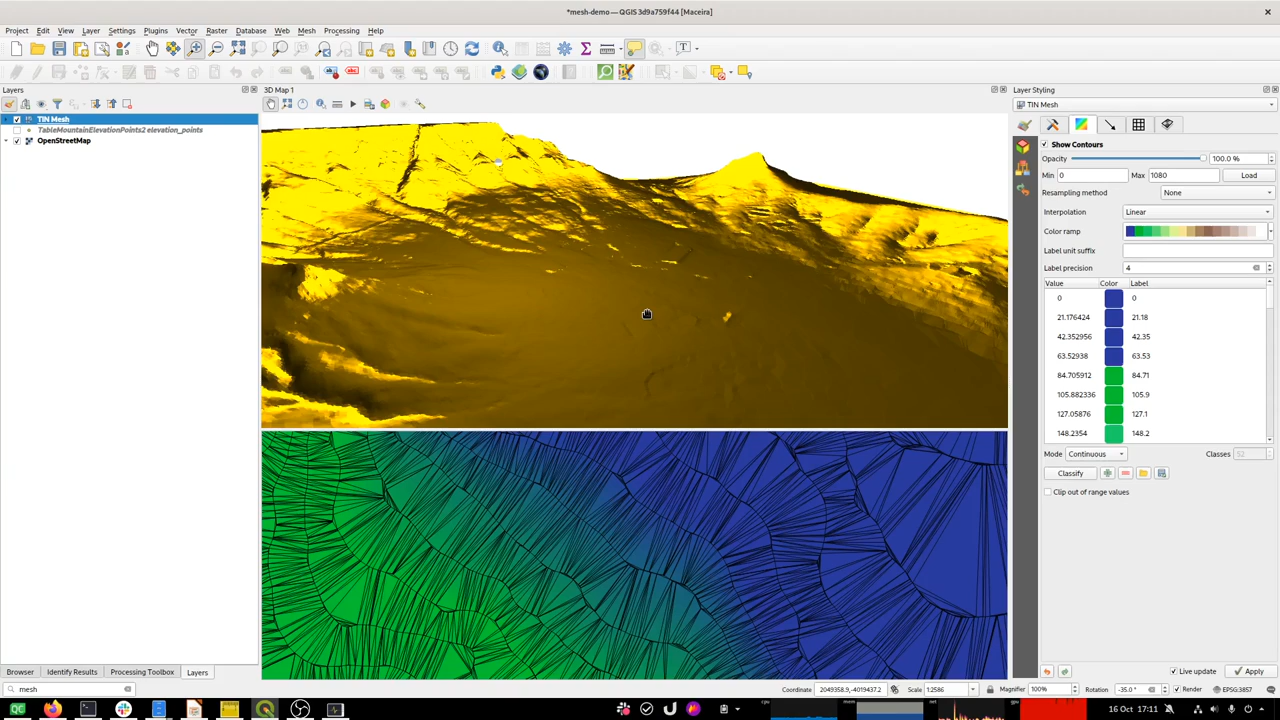 *mesh-demo — QGIS 3d9a759f44 [Maceira]
Project Edit View Layer Settings Plugins Vector Raster Database Web Mesh Processing Help
Layers
TIN Mesh
TableMountainElevationPoints2 elevation_points
OpenStreetMap
3D Map 1
Layer Styling
TIN Mesh
Show Contours
Opacity 100.0 %
Min 0 Max 1080 Load
Resampling method None
Interpolation Linear
Color ramp
Label unit suffix
Label precision 4
Value Color Label
0 0
21.176424 21.18
42.352956 42.35
63.52938 63.53
84.705912 84.71
105.882336 105.9
127.05876 127.1
148.2354 148.2
Mode Continuous Classes 52
Classify
Clip out of range values
Live update Apply
Browser Identify Results Processing Toolbox Layers
mesh
Coordinate 2049358.9,-4019437.2 Scale 1:2586 Magnifier 100% Rotation -35.0 ° Render EPSG:3857
cpu mem net
16 Oct 17:11